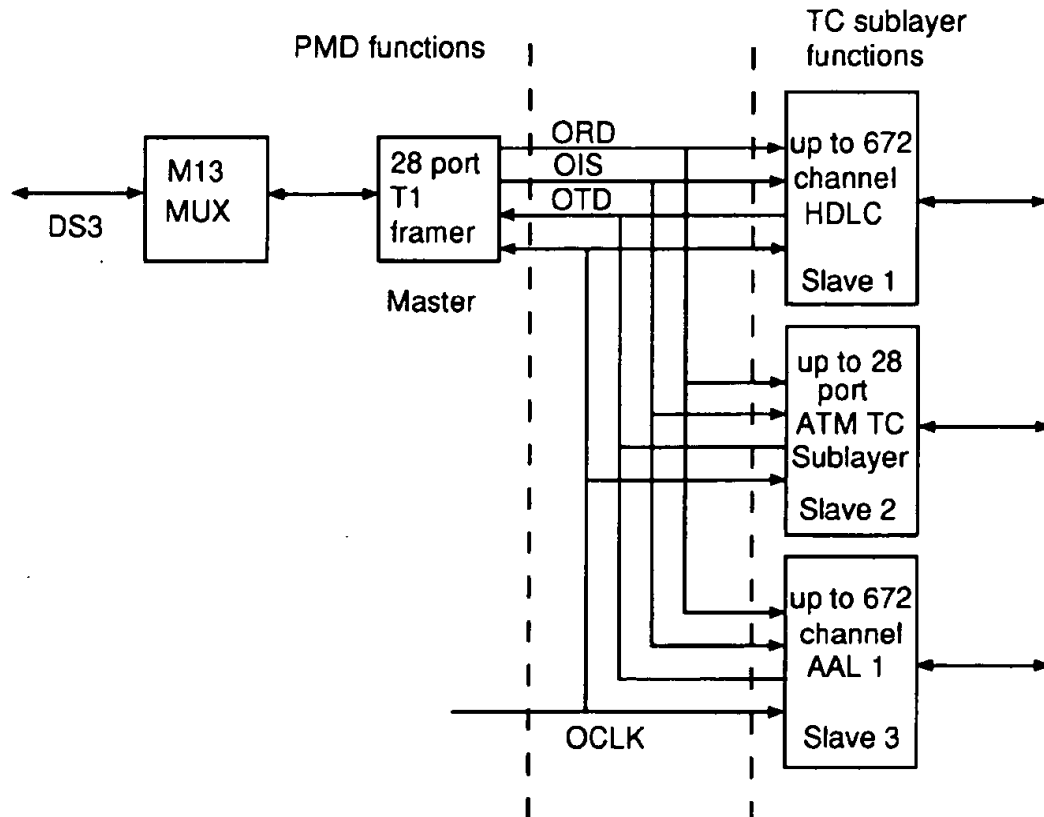 PMD functions
TC sublayer
functions
M13
MUX
DS3
28 port
T1
framer
Master
ORD
OIS
OTD
OCLK
up to 672
channel
HDLC
Slave 1
up to 28
port
ATM TC
Sublayer
Slave 2
up to 672
channel
AAL 1
Slave 3